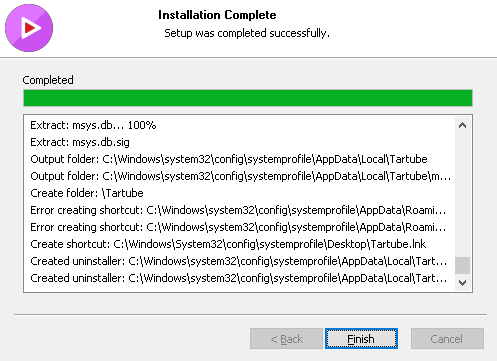 Installation Complete
Setup was completed successfully.
Completed
Extract: msys.db... 100%
Extract: msys.db.sig
Output folder: C:\Windows\system32\config\systemprofile\AppData\Local\Tartube
Output folder: C:\Windows\system32\config\systemprofile\AppData\Local\Tartube\m...
Create folder: \Tartube
Error creating shortcut: C:\Windows\system32\config\systemprofile\AppData\Roami...
Error creating shortcut: C:\Windows\system32\config\systemprofile\AppData\Roami...
Create shortcut: C:\Windows\System32\config\systemprofile\Desktop\Tartube.lnk
Created uninstaller: C:\Windows\system32\config\systemprofile\AppData\Local\Tart...
Created uninstaller: C:\Windows\system32\config\systemprofile\AppData\Local\Tart...
< Back Finish Cancel